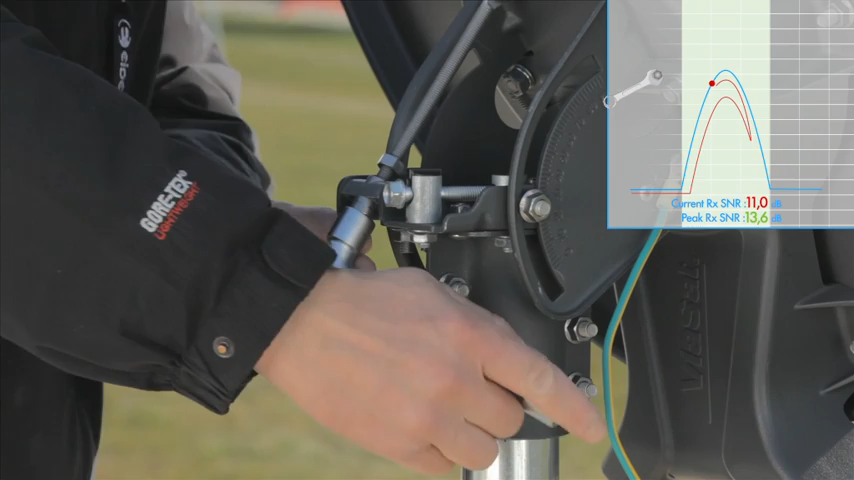 GORE-TEX
LIGHTWEIGHT
Current Rx SNR :11,0 dB
Peak Rx SNR :13,6 dB